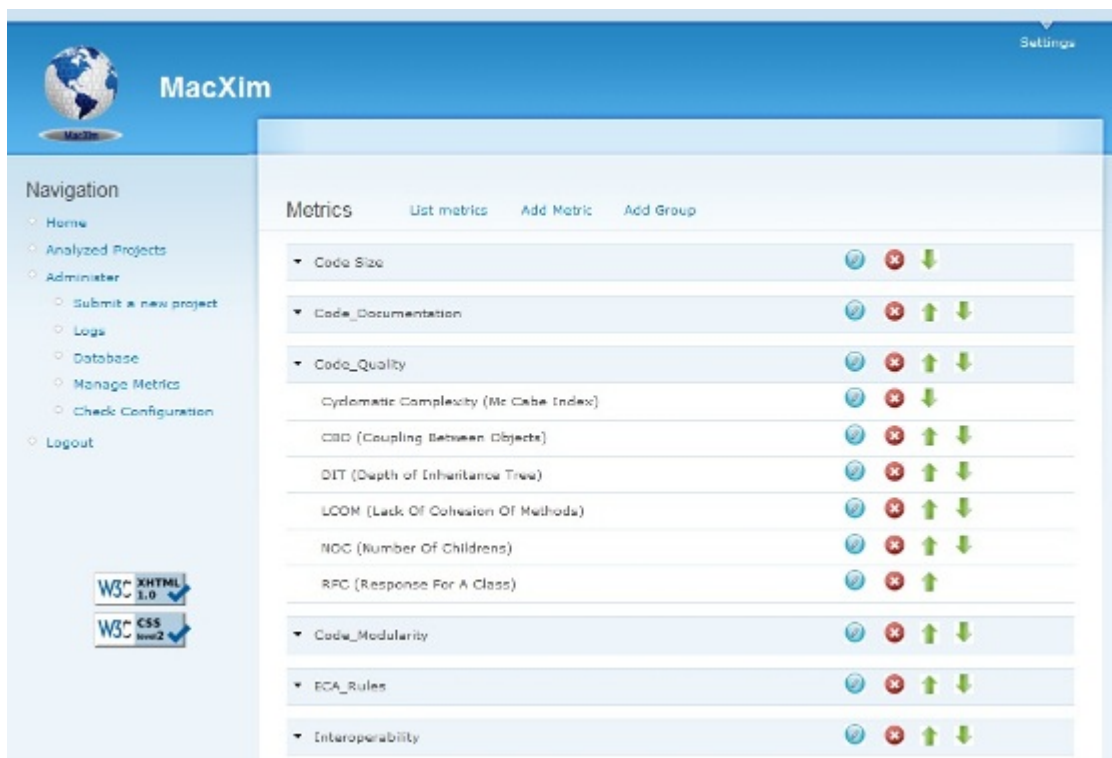 Settings
MacXim
MacXim
Navigation
Home
Analyzed Projects
Administer
Submit a new project
Logs
Database
Manage Metrics
Check Configuration
Logout
W3C XHTML 1.0
W3C CSS level2
Metrics List metrics Add Metric Add Group
Code Size
Code_Documentation
Code_Quality
Cyclomatic Complexity (Mc Cabe Index)
CBO (Coupling Between Objects)
DIT (Depth of Inheritance Tree)
LCOM (Lack Of Cohesion Of Methods)
NOC (Number Of Childrens)
RFC (Response For A Class)
Code_Modularity
ECA_Rules
Interoperability